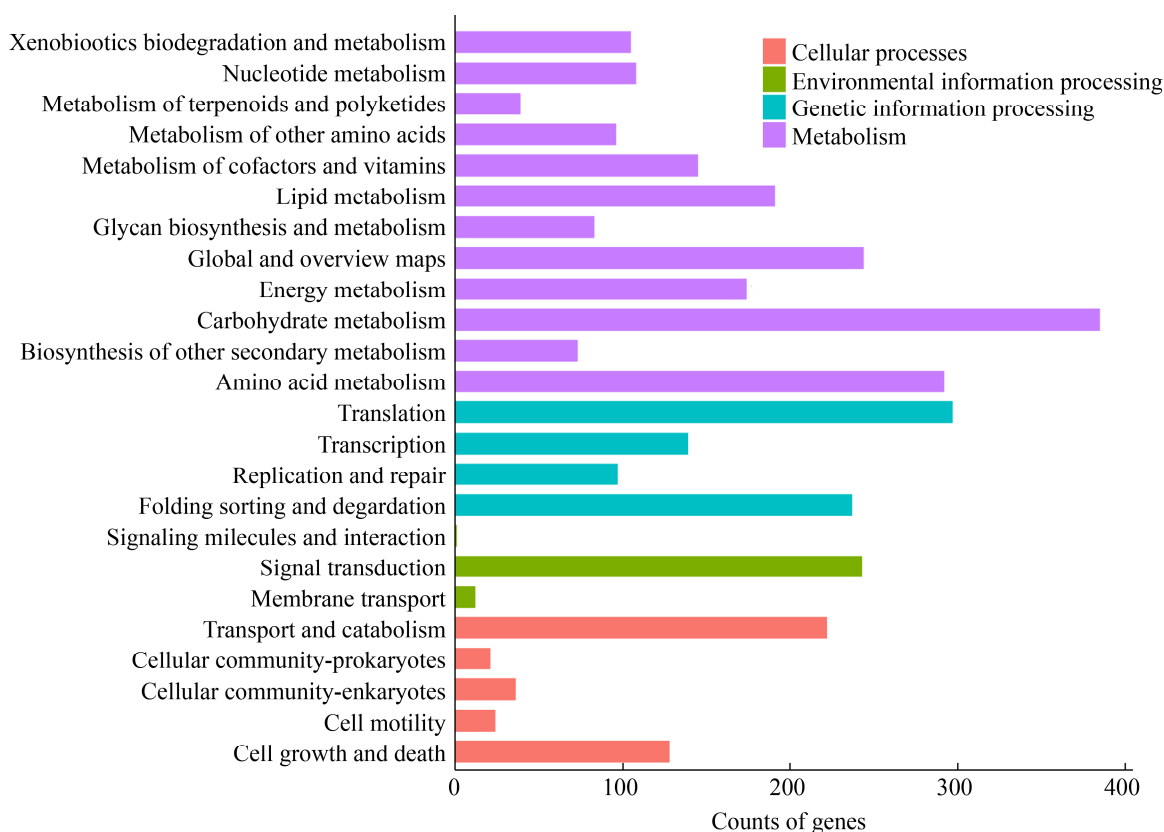 Xenobiootics biodegradation and metabolism
Nucleotide metabolism
Metabolism of terpenoids and polyketides
Metabolism of other amino acids
Metabolism of cofactors and vitamins
Lipid mctabolism
Glycan biosynthesis and metabolism
Global and overview maps
Energy metabolism
Carbohydrate metabolism
Biosynthesis of other secondary metabolism
Amino acid metabolism
Translation
Transcription
Replication and repair
Folding sorting and degardation
Signaling milecules and interaction
Signal transduction
Membrane transport
Transport and catabolism
Cellular community-prokaryotes
Cellular community-enkaryotes
Cell motility
Cell growth and death
Cellular processes
Environmental information processing
Genetic information processing
Metabolism
0 100 200 300 400
Counts of genes